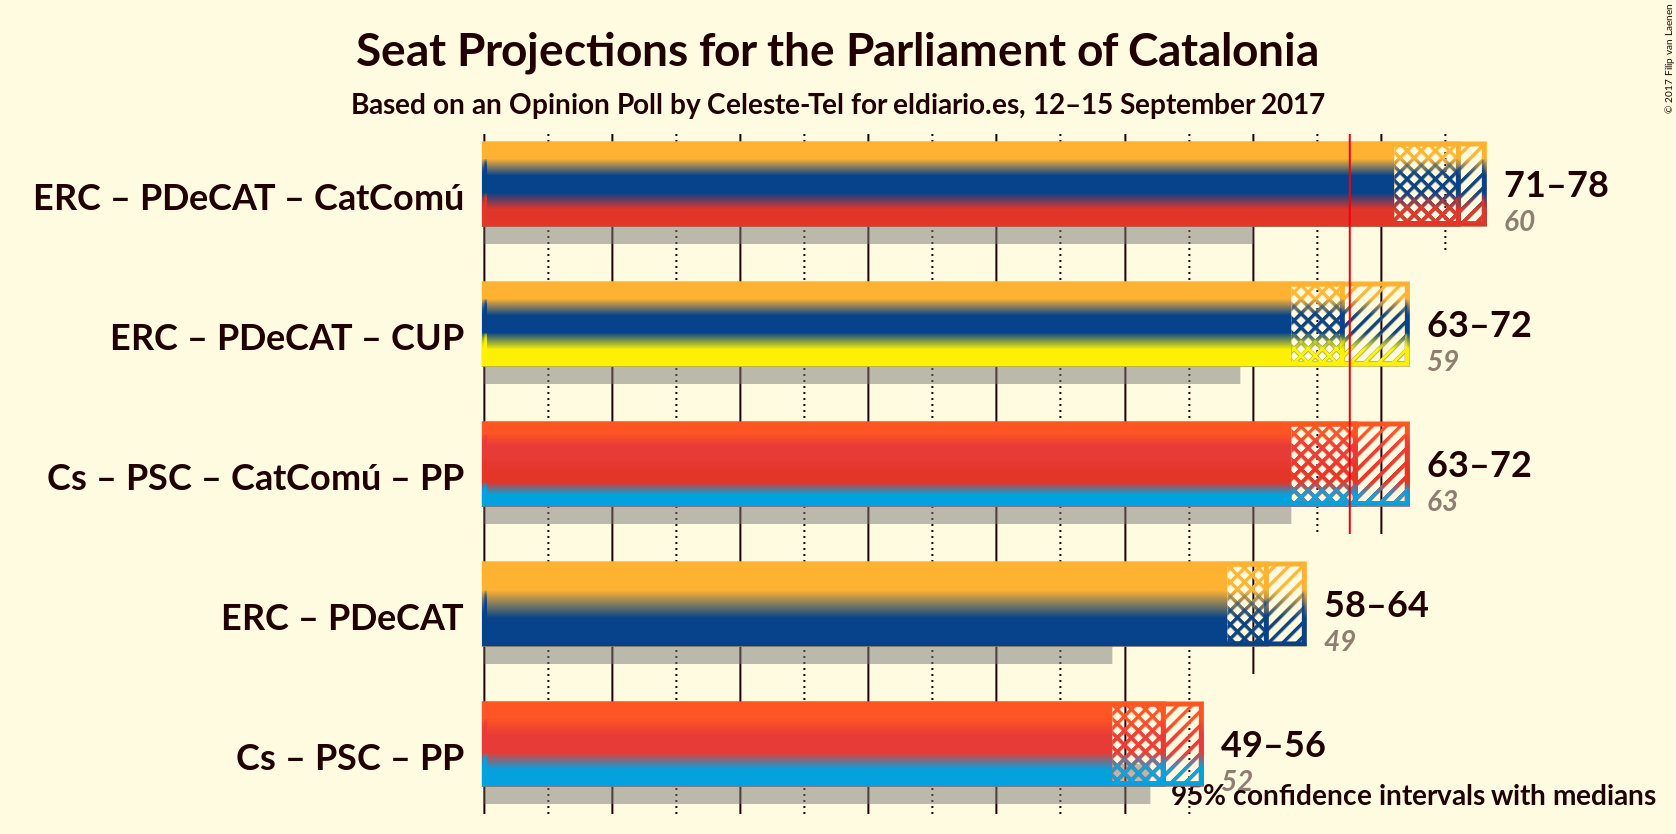 Seat Projections for the Parliament of Catalonia
Based on an Opinion Poll by Celeste-Tel for eldiario.es, 12–15 September 2017
© 2017 Filip van Laenen
ERC – PDeCAT – CatComú
71–78
60
ERC – PDeCAT – CUP
63–72
59
Cs – PSC – CatComú – PP
63–72
63
ERC – PDeCAT
58–64
49
Cs – PSC – PP
49–56
52
95% confidence intervals with medians